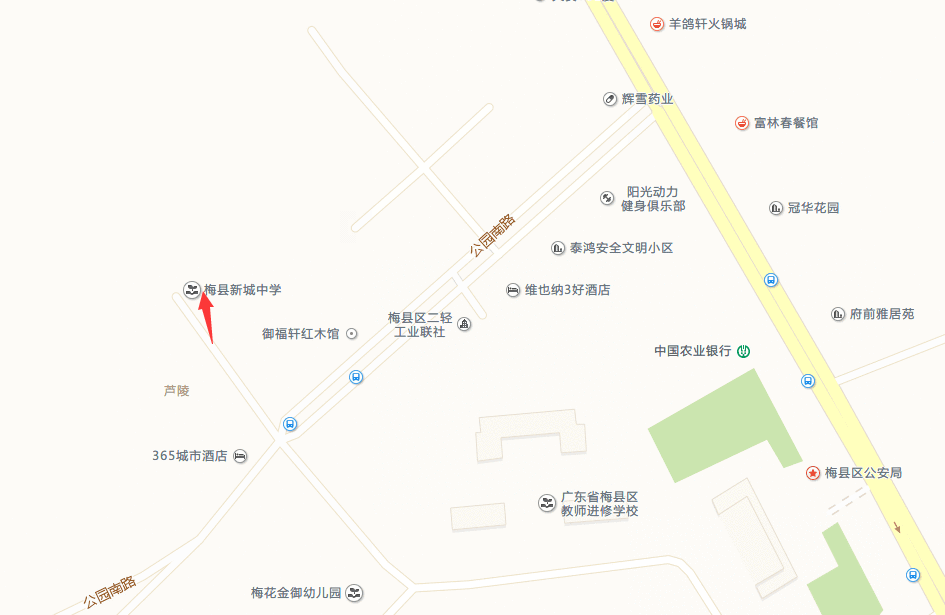 羊鸽轩火锅城
辉雪药业
富林春餐馆
阳光动力
健身俱乐部
冠华花园
公园南路
泰鸿安全文明小区
梅县新城中学
维也纳3好酒店
府前雅居苑
梅县区二轻
工业联社
御福轩红木馆
中国农业银行
芦陵
365城市酒店
梅县区公安局
广东省梅县区
教师进修学校
公园南路
梅花金御幼儿园